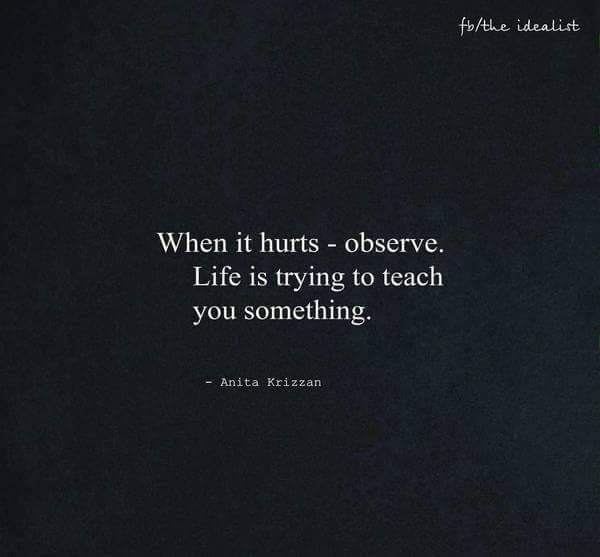 fb/the idealist
When it hurts - observe.
Life is trying to teach
you something.
- Anita Krizzan